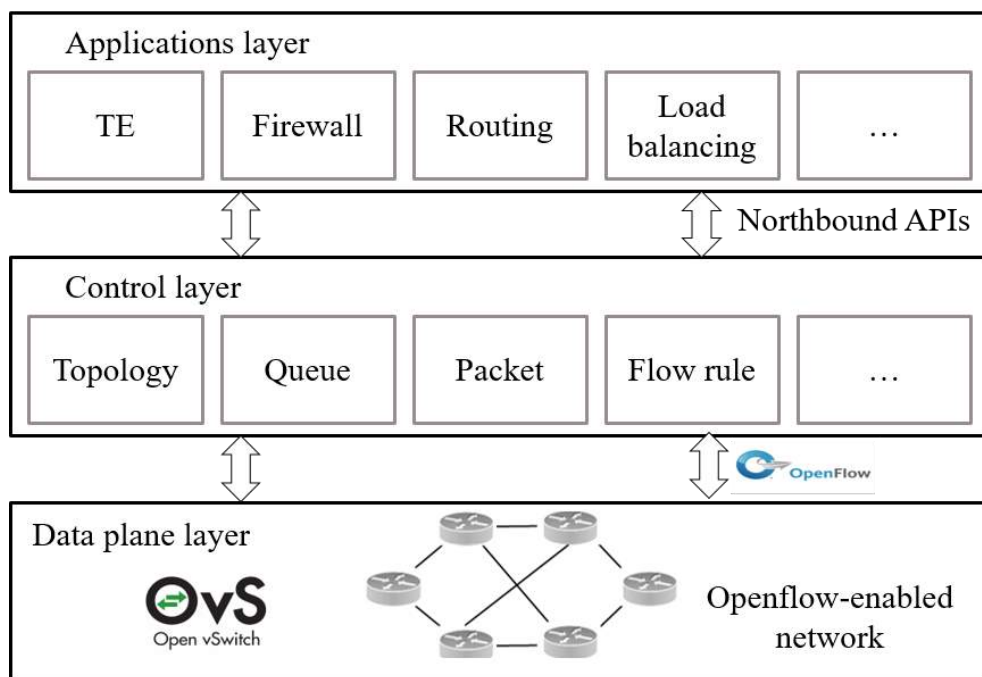 Applications layer
TE
Firewall
Routing
Load
balancing
…
Northbound APIs
Control layer
Topology
Queue
Packet
Flow rule
…
OpenFlow
Data plane layer
OvS
Open vSwitch
Openflow-enabled
network